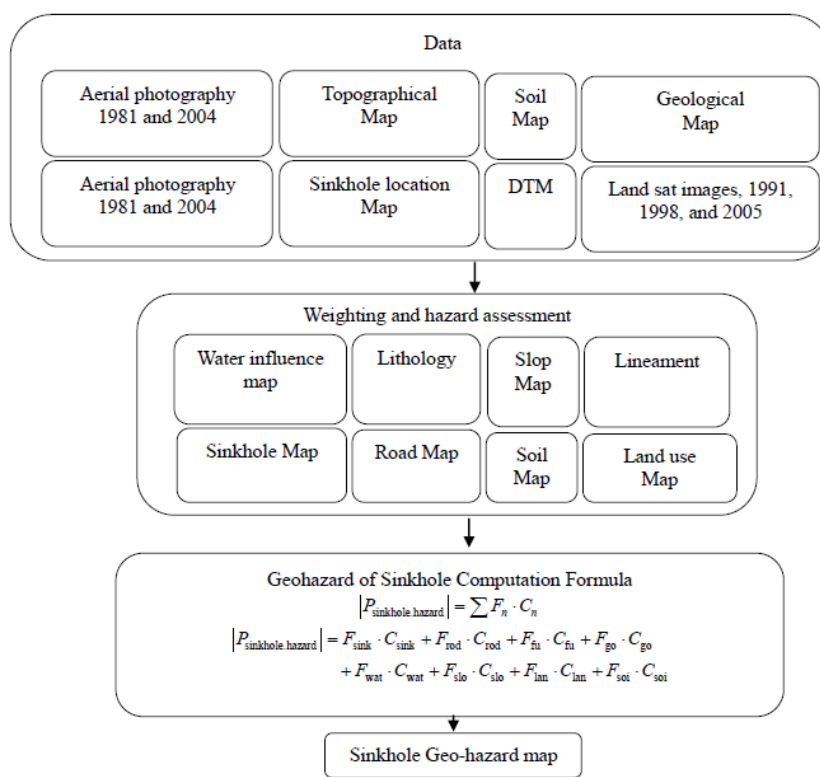 Data
Aerial photography
1981 and 2004
Topographical
Map
Soil
Map
Geological
Map
Aerial photography
1981 and 2004
Sinkhole location
Map
DTM
Land sat images, 1991,
1998, and 2005
Weighting and hazard assessment
Water influence
map
Lithology
Slop
Map
Lineament
Sinkhole Map
Road Map
Soil
Map
Land use
Map
Geohazard of Sinkhole Computation Formula
|P_sinkhole hazard| = ∑ F_n · C_n
|P_sinkhole hazard| = F_sink · C_sink + F_rod · C_rod + F_fu · C_fu + F_go · C_go
+ F_wat · C_wat + F_slo · C_slo + F_lan · C_lan + F_soi · C_soi
Sinkhole Geo-hazard map